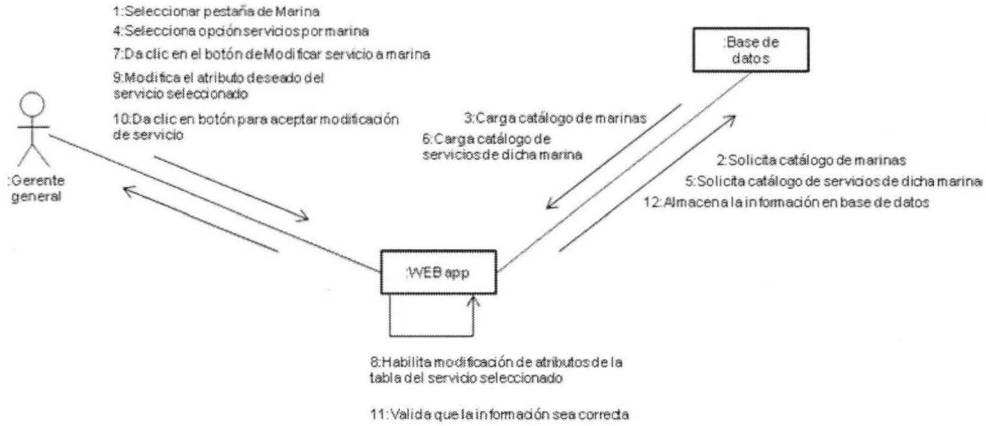 1:Seleccionar pestaña de Marina
4:Selecciona opción servicios por marina
7:Da clic en el botón de Modificar servicio a marina
9:Modifica el atributo deseado del
servicio seleccionado
10:Da clic en botón para aceptar modificación
de servicio
:Gerente
general
:Base de
datos
3:Carga catálogo de marinas
6:Carga catálogo de
servicios de dicha marina
2:Solicita catálogo de marinas
5:Solicita catálogo de servicios de dicha marina
12:Almacena la información en base de datos
:WEB app
8:Habilita modificación de atributos de la
tabla del servicio seleccionado
11:Valida que la información sea correcta